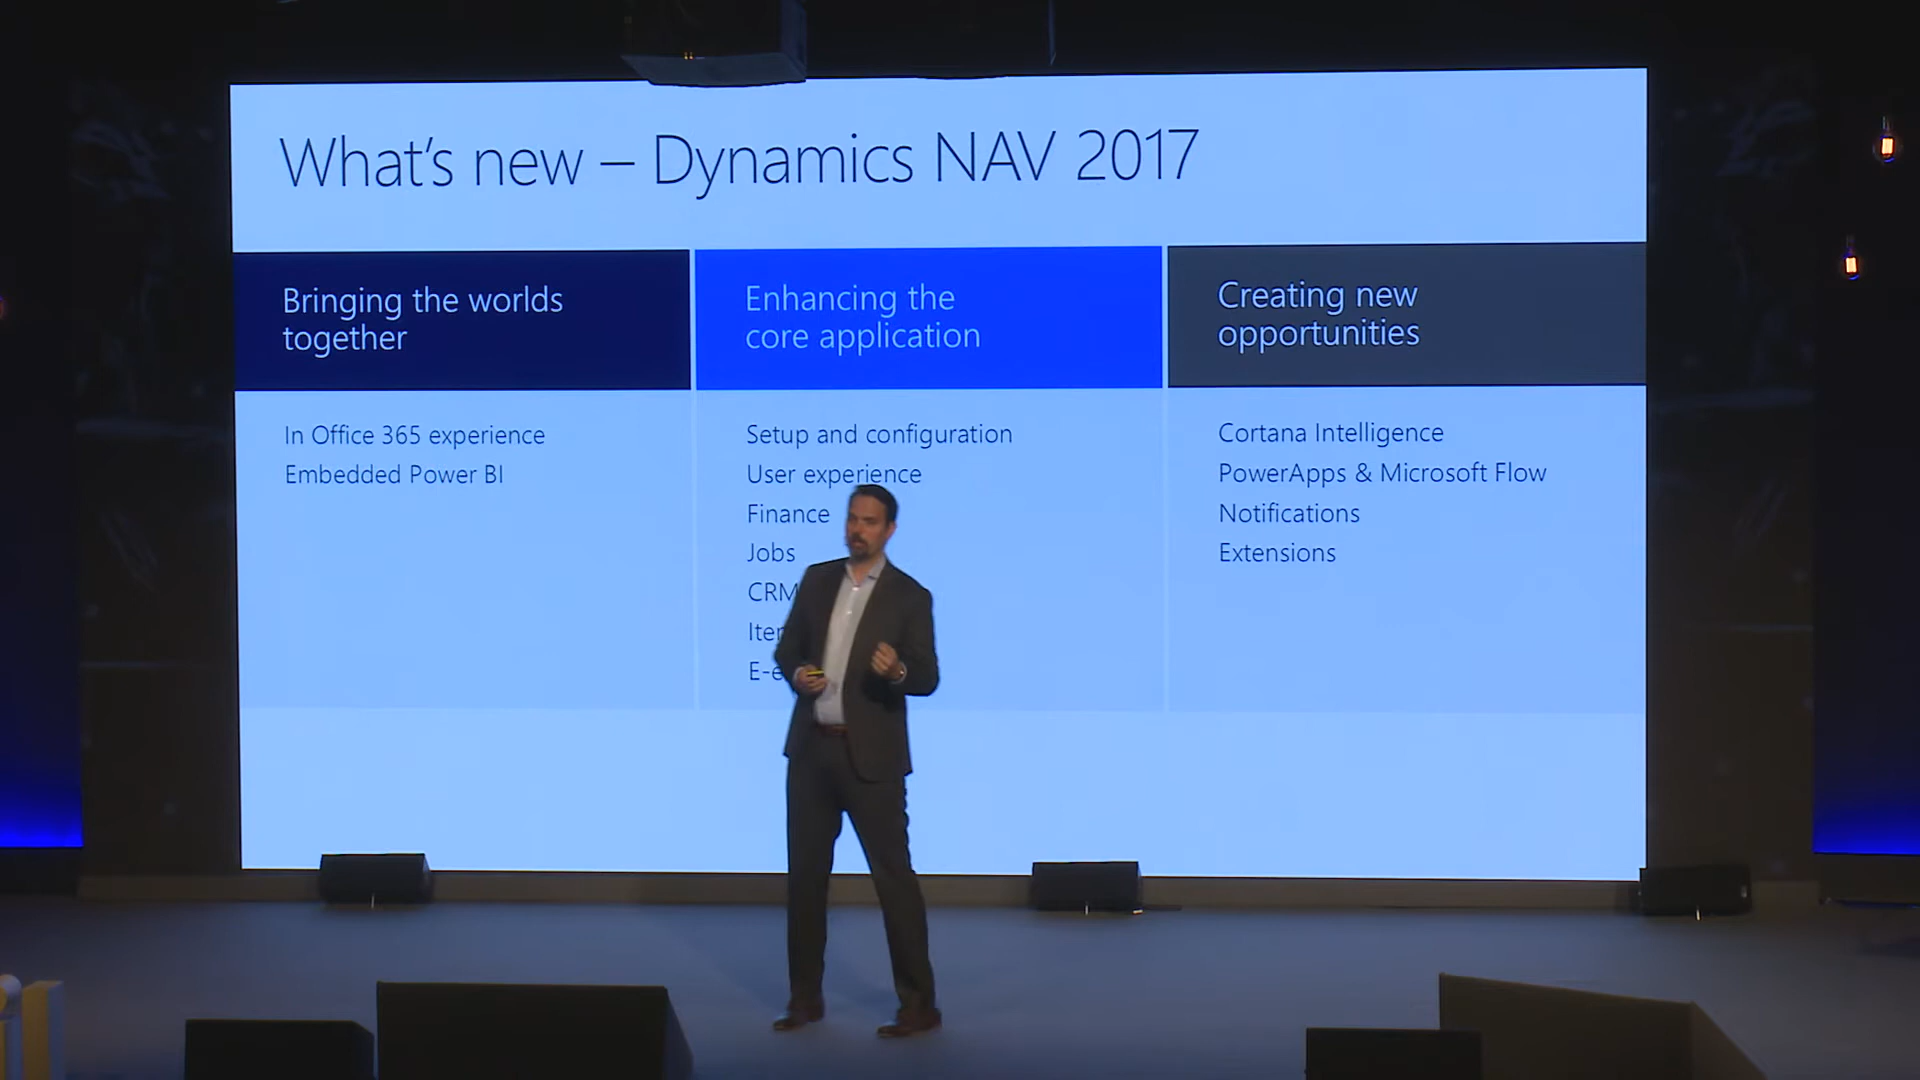 What's new – Dynamics NAV 2017
Bringing the worlds
together
Enhancing the
core application
Creating new
opportunities
In Office 365 experience
Embedded Power BI
Setup and configuration
User experience
Finance
Jobs
CRM
Cortana Intelligence
PowerApps & Microsoft Flow
Notifications
Extensions